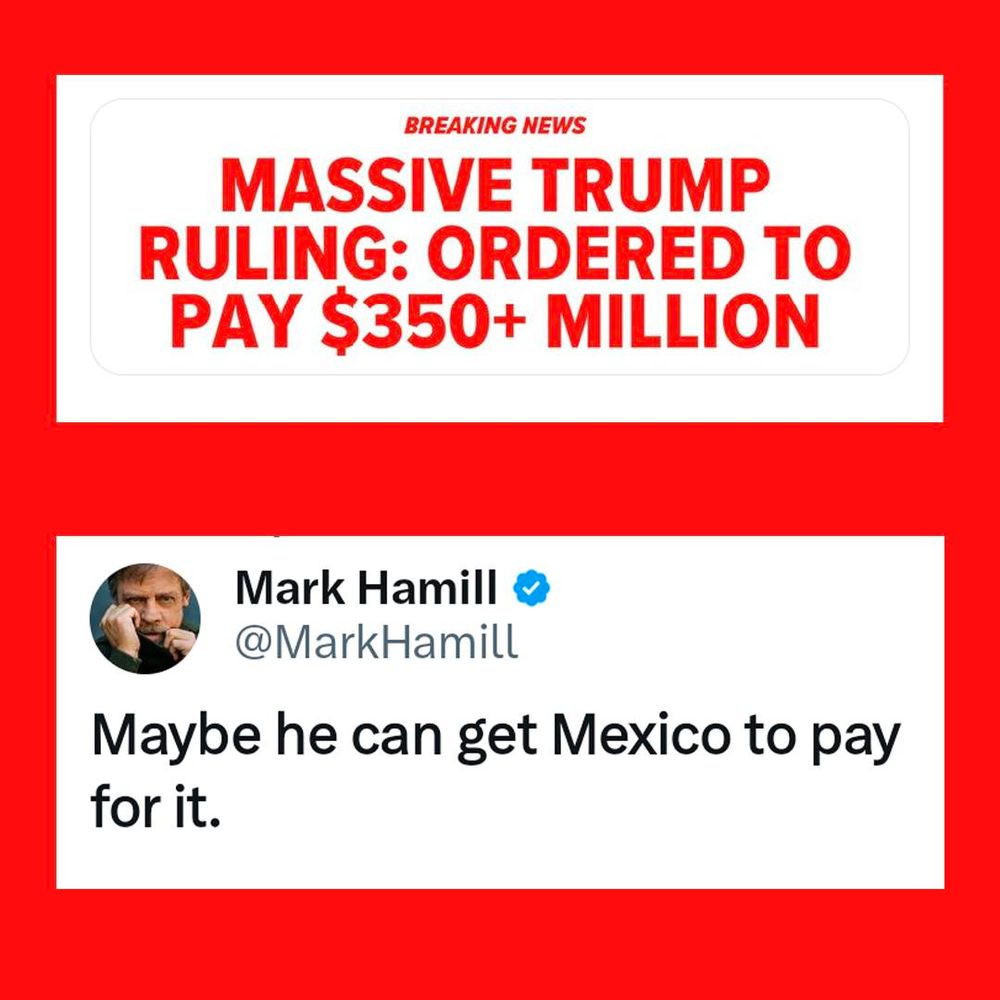 BREAKING NEWS
MASSIVE TRUMP
RULING: ORDERED TO
PAY $350+ MILLION
Mark Hamill
@MarkHamill
Maybe he can get Mexico to pay
for it.